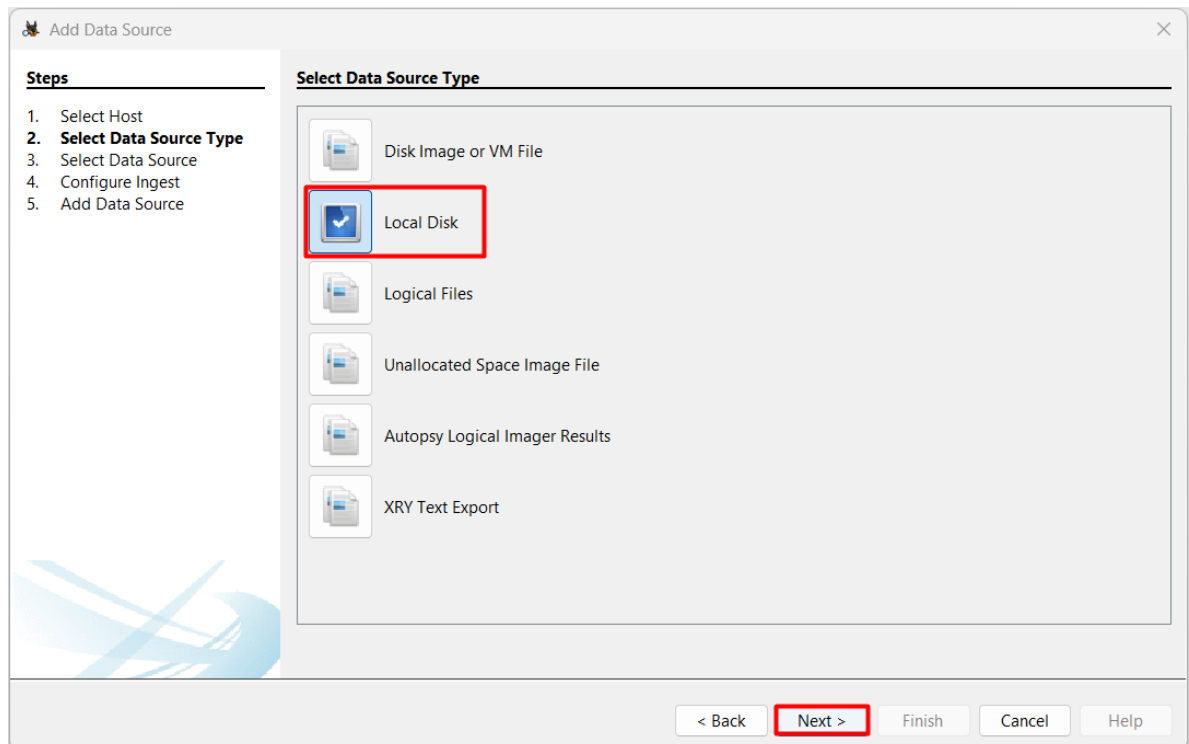 Add Data Source
Steps
1. Select Host
2. Select Data Source Type
3. Select Data Source
4. Configure Ingest
5. Add Data Source
Select Data Source Type
Disk Image or VM File
Local Disk
Logical Files
Unallocated Space Image File
Autopsy Logical Imager Results
XRY Text Export
< Back Next > Finish Cancel Help